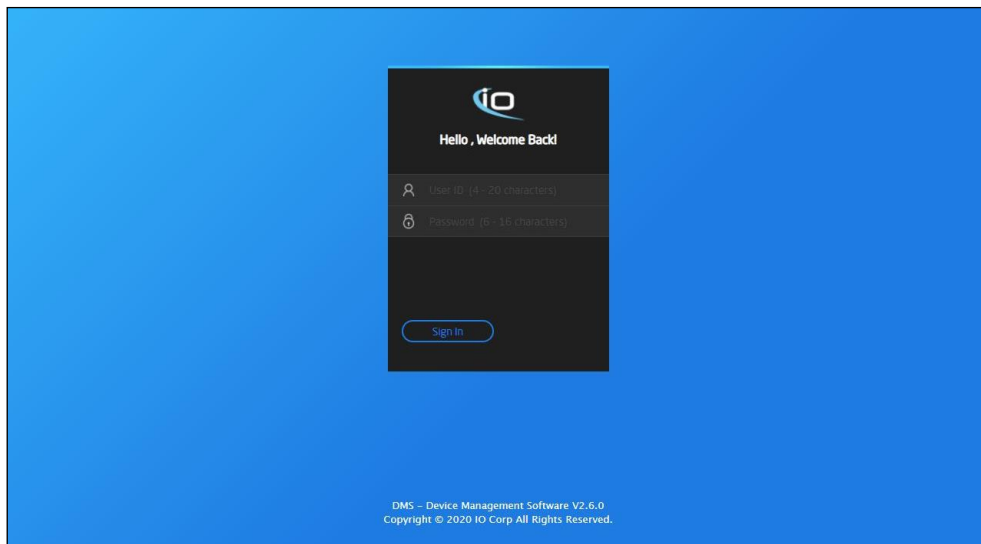 iO
Hello , Welcome Back!
User ID (4 - 20 characters)
Password (6 - 16 characters)
Sign In
DMS – Device Management Software V2.6.0
Copyright © 2020 IO Corp All Rights Reserved.